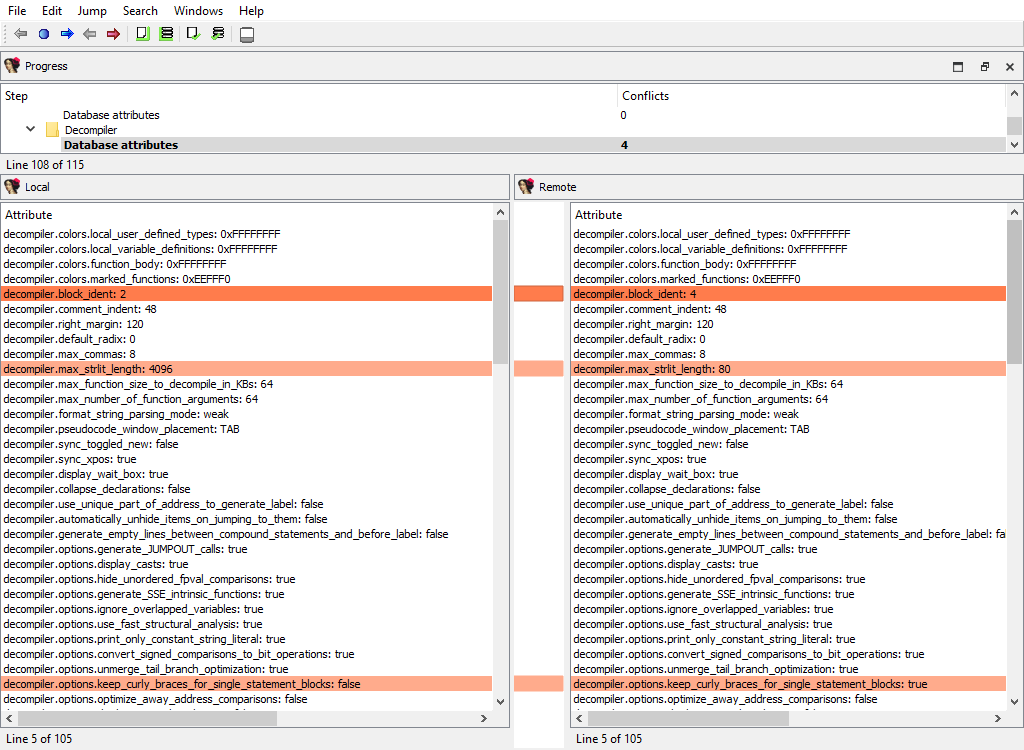 File Edit Jump Search Windows Help
Progress
Step Conflicts
Database attributes 0
Decompiler
Database attributes 4
Line 108 of 115
Local
Attribute
decompiler.colors.local_user_defined_types: 0xFFFFFFFF
decompiler.colors.local_variable_definitions: 0xFFFFFFFF
decompiler.colors.function_body: 0xFFFFFFFF
decompiler.colors.marked_functions: 0xEEFFF0
decompiler.block_ident: 2
decompiler.comment_indent: 48
decompiler.right_margin: 120
decompiler.default_radix: 0
decompiler.max_commas: 8
decompiler.max_strlit_length: 4096
decompiler.max_function_size_to_decompile_in_KBs: 64
decompiler.max_number_of_function_arguments: 64
decompiler.format_string_parsing_mode: weak
decompiler.pseudocode_window_placement: TAB
decompiler.sync_toggled_new: false
decompiler.sync_xpos: true
decompiler.display_wait_box: true
decompiler.collapse_declarations: false
decompiler.use_unique_part_of_address_to_generate_label: false
decompiler.automatically_unhide_items_on_jumping_to_them: false
decompiler.generate_empty_lines_between_compound_statements_and_before_label: false
decompiler.options.generate_JUMPOUT_calls: true
decompiler.options.display_casts: true
decompiler.options.hide_unordered_fpval_comparisons: true
decompiler.options.generate_SSE_intrinsic_functions: true
decompiler.options.ignore_overlapped_variables: true
decompiler.options.use_fast_structural_analysis: true
decompiler.options.print_only_constant_string_literal: true
decompiler.options.convert_signed_comparisons_to_bit_operations: true
decompiler.options.unmerge_tail_branch_optimization: true
decompiler.options.keep_curly_braces_for_single_statement_blocks: false
decompiler.options.optimize_away_address_comparisons: false
Line 5 of 105
Remote
Attribute
decompiler.colors.local_user_defined_types: 0xFFFFFFFF
decompiler.colors.local_variable_definitions: 0xFFFFFFFF
decompiler.colors.function_body: 0xFFFFFFFF
decompiler.colors.marked_functions: 0xEEFFF0
decompiler.block_ident: 4
decompiler.comment_indent: 48
decompiler.right_margin: 120
decompiler.default_radix: 0
decompiler.max_commas: 8
decompiler.max_strlit_length: 80
decompiler.max_function_size_to_decompile_in_KBs: 64
decompiler.max_number_of_function_arguments: 64
decompiler.format_string_parsing_mode: weak
decompiler.pseudocode_window_placement: TAB
decompiler.sync_toggled_new: false
decompiler.sync_xpos: true
decompiler.display_wait_box: true
decompiler.collapse_declarations: false
decompiler.use_unique_part_of_address_to_generate_label: false
decompiler.automatically_unhide_items_on_jumping_to_them: false
decompiler.generate_empty_lines_between_compound_statements_and_before_label: fa
decompiler.options.generate_JUMPOUT_calls: true
decompiler.options.display_casts: true
decompiler.options.hide_unordered_fpval_comparisons: true
decompiler.options.generate_SSE_intrinsic_functions: true
decompiler.options.ignore_overlapped_variables: true
decompiler.options.use_fast_structural_analysis: true
decompiler.options.print_only_constant_string_literal: true
decompiler.options.convert_signed_comparisons_to_bit_operations: true
decompiler.options.unmerge_tail_branch_optimization: true
decompiler.options.keep_curly_braces_for_single_statement_blocks: true
decompiler.options.optimize_away_address_comparisons: false
Line 5 of 105